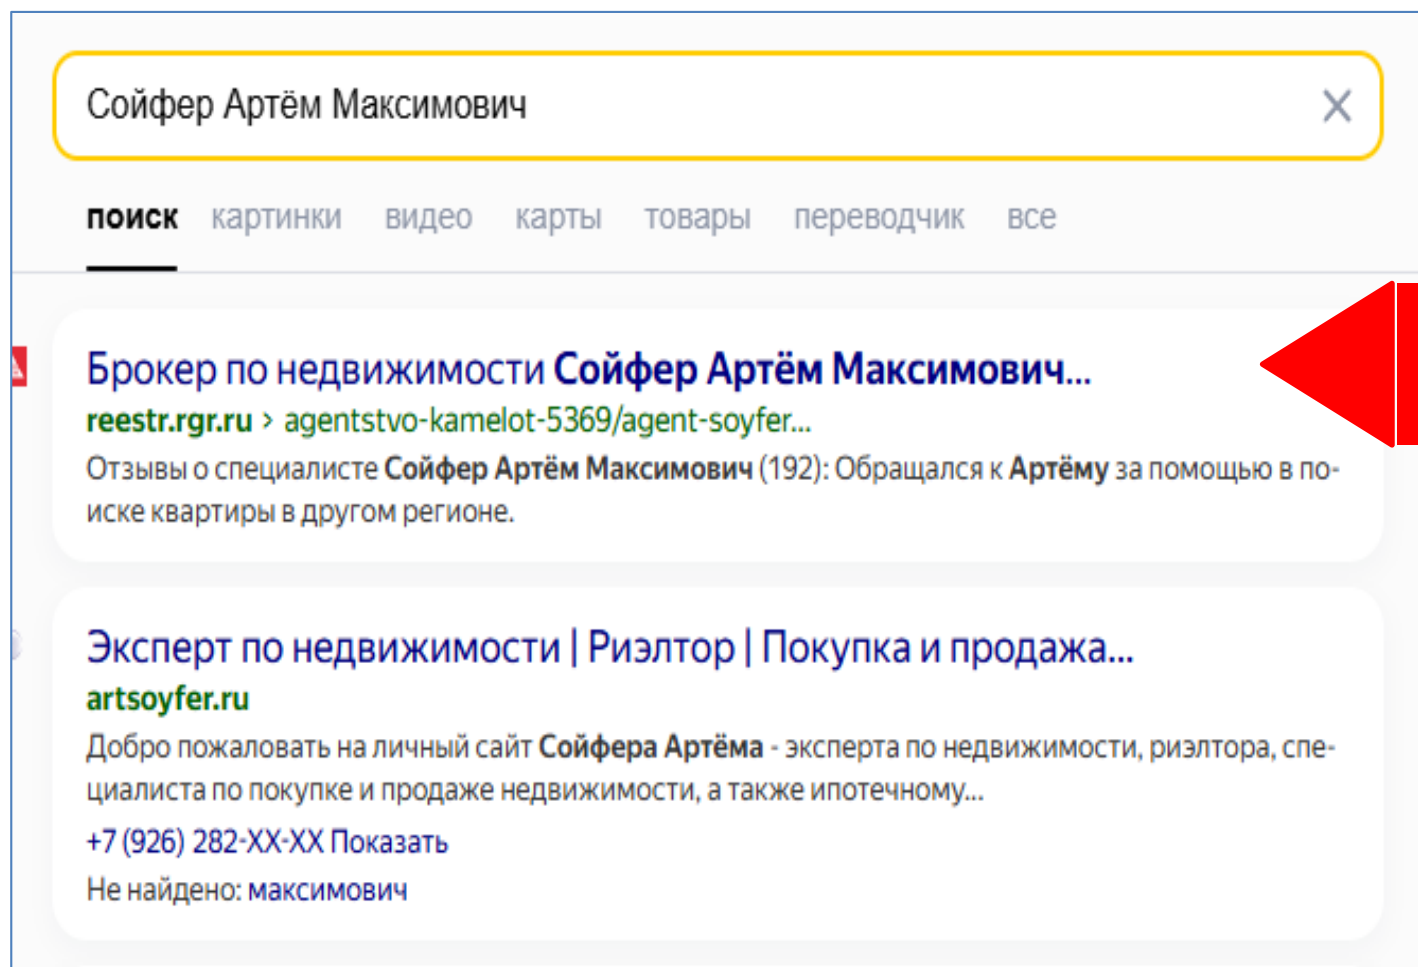 Сойфер Артём Максимович
поиск картинки видео карты товары переводчик все
Брокер по недвижимости Сойфер Артём Максимович...
reestr.rgr.ru › agentstvo-kamelot-5369/agent-soyfer...
Отзывы о специалисте Сойфер Артём Максимович (192): Обращался к Артёму за помощью в по-
иске квартиры в другом регионе.
Эксперт по недвижимости | Риэлтор | Покупка и продажа...
artsoyfer.ru
Добро пожаловать на личный сайт Сойфера Артёма - эксперта по недвижимости, риэлтора, спе-
циалиста по покупке и продаже недвижимости, а также ипотечному...
+7 (926) 282-XX-XX Показать
Не найдено: максимович